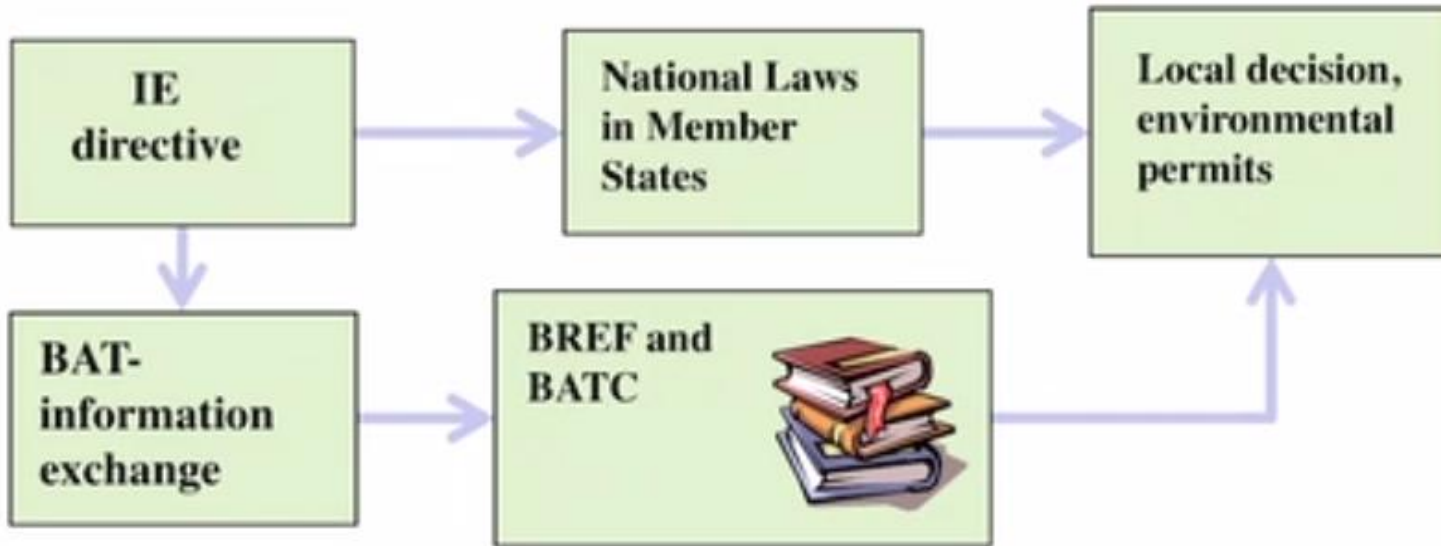 IE
directive
National Laws
in Member
States
Local decision,
environmental
permits
BAT-
information
exchange
BREF and
BATC